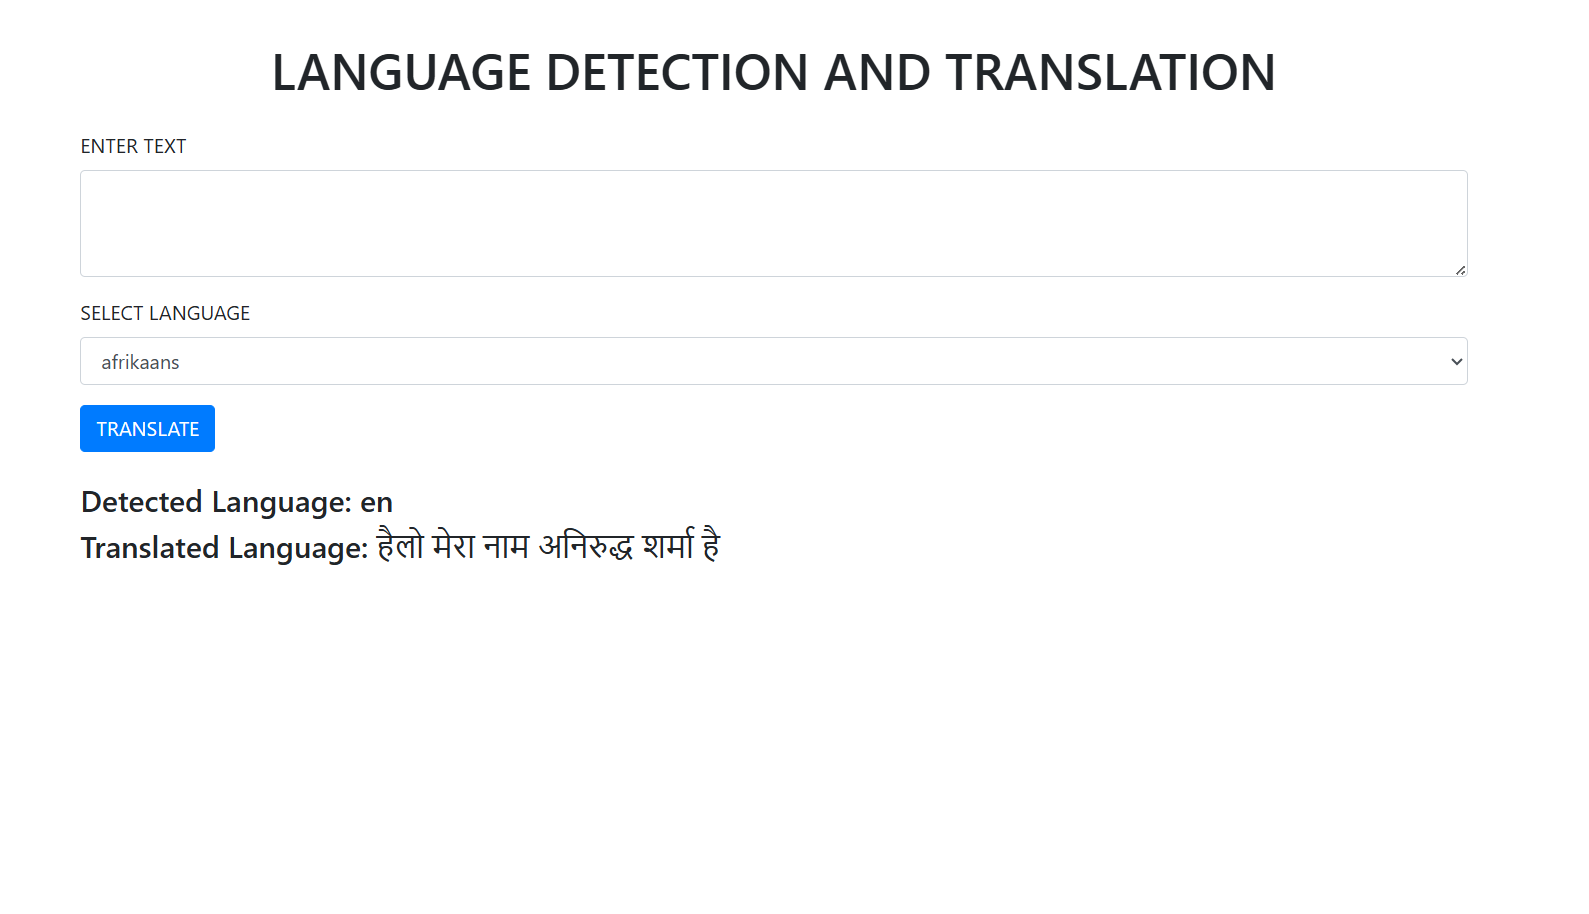 LANGUAGE DETECTION AND TRANSLATION
ENTER TEXT
SELECT LANGUAGE
afrikaans
TRANSLATE
Detected Language: en
Translated Language: हैलो मेरा नाम अनिरुद्ध शर्मा है